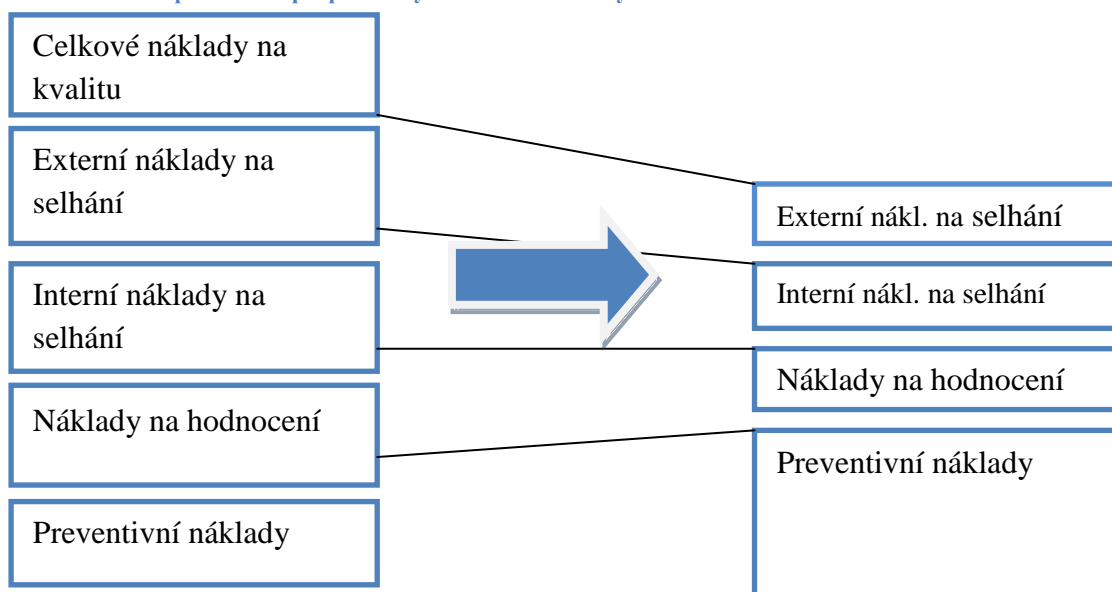 Celkové náklady na
kvalitu
Externí náklady na
selhání
Interní náklady na
selhání
Náklady na hodnocení
Preventivní náklady
Externí nákl. na selhání
Interní nákl. na selhání
Náklady na hodnocení
Preventivní náklady